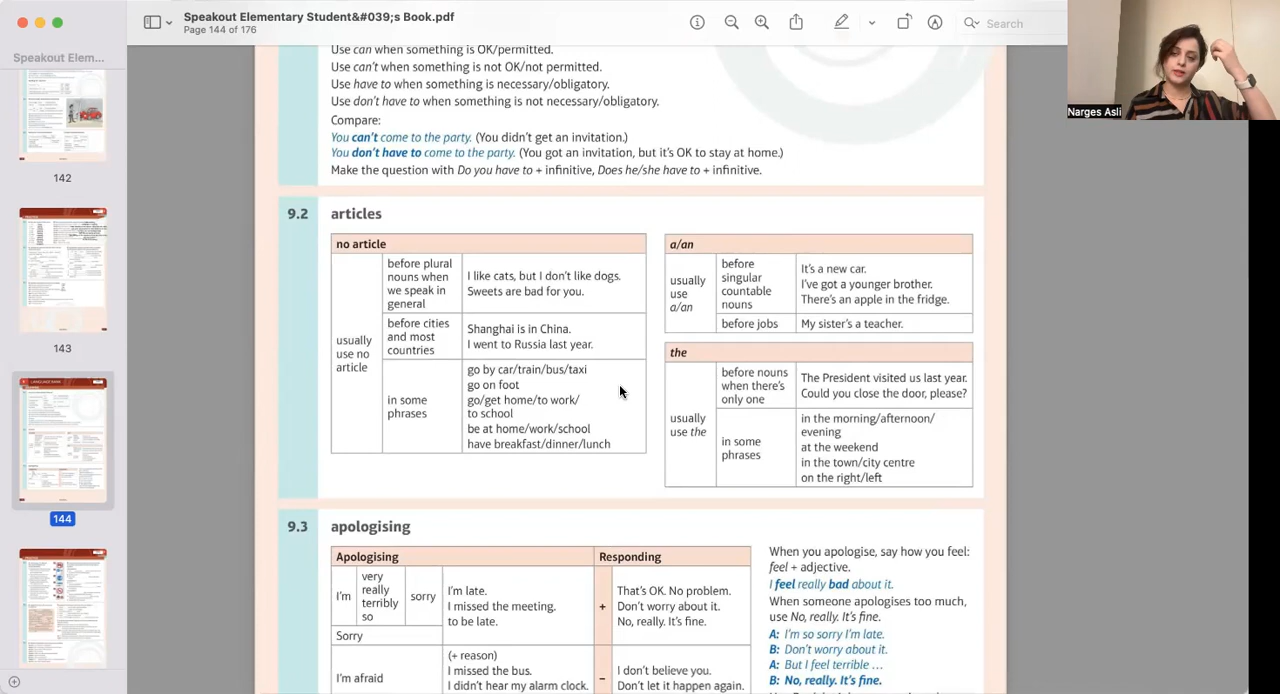 Speakout Elementary Student&#039;s Book.pdf
Page 144 of 176
Search
Speakout Elem...
142
143
144
Narges Asli
Use can when something is OK/permitted.
Use can't when something isn't OK/not permitted.
Use have to when something is necessary/obligatory.
Use don't have to when something is not necessary/obligatory.
Compare:
You can't come to the party. (You didn't get an invitation.)
You don't have to come to the party. (You got an invitation, but it's OK to stay at home.)
Make the question with Do you have to + infinitive, Does he/she have to + infinitive.
9.2 articles
no article
usually
use no
article
before plural
nouns when
we speak in
general
I like cats, but I don't like dogs.
are bad for you.
before cities
and most
countries
Shanghai is in China.
I went to Russia last year.
in some
phrases
go by car/train/bus/taxi
go on foot
go/get home/to work/
to school
be at home/work/school
have breakfast/dinner/lunch
a/an
usually
use
a/an
before
singular
countable
nouns
It's a new car.
I've got a younger brother.
There's an apple in the fridge.
before jobs
My sister's a teacher.
the
usually
use the
before nouns
when there's
only one
The President visited us last year.
Could you close the door, please?
in some
phrases
in the morning/afternoon/
evening
at the weekend
in the town/city centre
on the right/left
9.3 apologising
Apologising
Responding
I'm
very
really
terribly
so
sorry
I'm late.
I missed the meeting.
to be late.
Sorry
+
That's OK. No problem.
Don't worry about it.
No, really. It's fine.
I'm afraid
(+ reason)
I missed the bus.
I didn't hear my alarm clock.
–
I don't believe you.
Don't let it happen again.
When you apologise, say how you feel:
feel + adjective.
I feel really bad about it.
When someone apologises too much,
use No, really. It's fine.
A: I'm so sorry I'm late.
B: Don't worry about it.
A: But I feel terrible ...
B: No, really. It's fine.